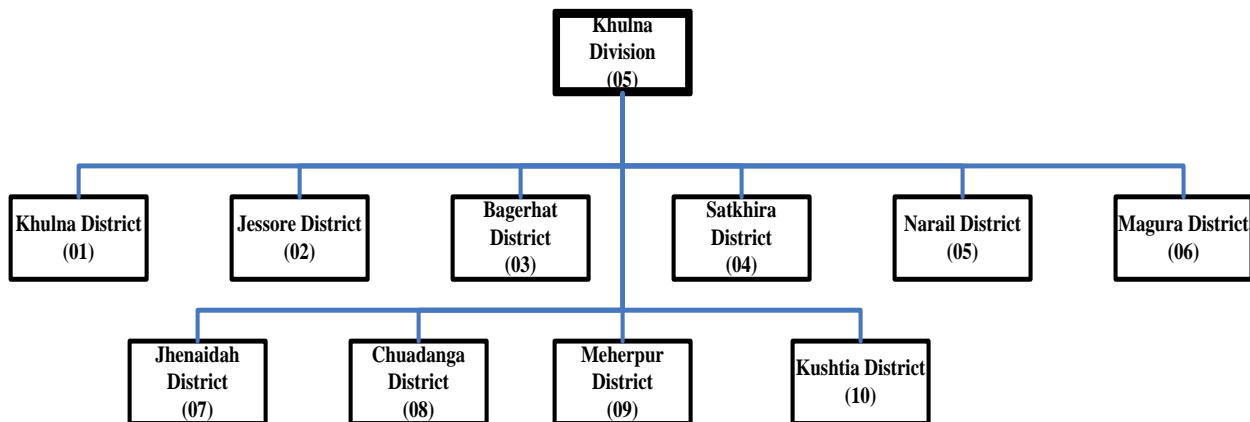 Khulna
Division
(05)
Khulna District
(01)
Jessore District
(02)
Bagerhat
District
(03)
Satkhira
District
(04)
Narail District
(05)
Magura District
(06)
Jhenaidah
District
(07)
Chuadanga
District
(08)
Meherpur
District
(09)
Kushtia District
(10)